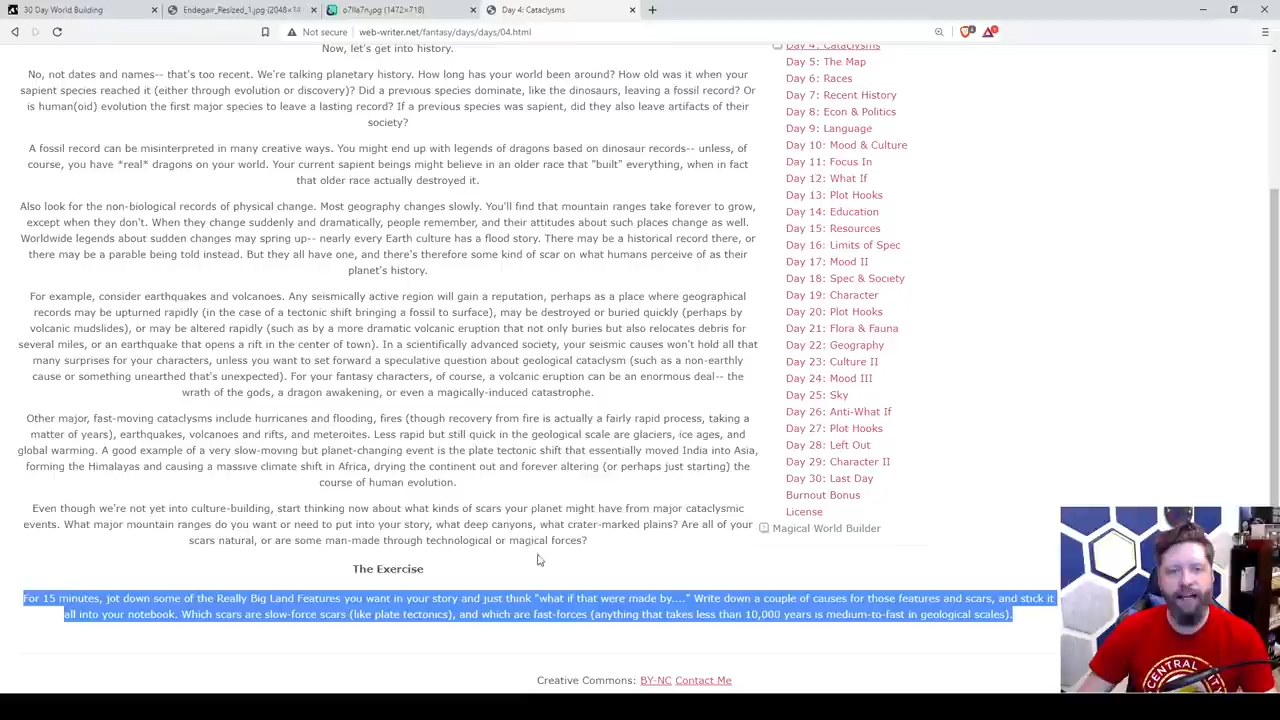 30 Day World Building
Endegarr_Resized_1.jpg (2048×14
o7lla7n.jpg (1472×718)
Day 4: Cataclysms
Not secure
web-writer.net/fantasy/days/days/04.html
Now, let's get into history.
No, not dates and names-- that's too recent. We're talking planetary history. How long has your world been around? How old was it when your
sapient species reached it (either through evolution or discovery)? Did a previous species dominate, like the dinosaurs, leaving a fossil record? Or
is human(oid) evolution the first major species to leave a lasting record? If a previous species was sapient, did they also leave artifacts of their
society?
A fossil record can be misinterpreted in many creative ways. You might end up with legends of dragons based on dinosaur records-- unless, of
course, you have *real* dragons on your world. Your current sapient beings might believe in an older race that "built" everything, when in fact
that older race actually destroyed it.
Also look for the non-biological records of physical change. Most geography changes slowly. You'll find that mountain ranges take forever to grow,
except when they don't. When they change suddenly and dramatically, people remember, and their attitudes about such places change as well.
Worldwide legends about sudden changes may spring up-- nearly every Earth culture has a flood story. There may be a historical record there, or
there may be a parable being told instead. But they all have one, and there's therefore some kind of scar on what humans perceive of as their
planet's history.
For example, consider earthquakes and volcanoes. Any seismically active region will gain a reputation, perhaps as a place where geographical
records may be upturned rapidly (in the case of a tectonic shift bringing a fossil to surface), may be destroyed or buried quickly (perhaps by
volcanic mudslides), or may be altered rapidly (such as by a more dramatic volcanic eruption that not only buries but also relocates debris for
several miles, or an earthquake that opens a rift in the center of town). In a scientifically advanced society, your seismic causes won't hold all that
many surprises for your characters, unless you want to set forward a speculative question about geological cataclysm (such as a non-earthly
cause or something unearthed that's unexpected). For your fantasy characters, of course, a volcanic eruption can be an enormous deal-- the
wrath of the gods, a dragon awakening, or even a magically-induced catastrophe.
Other major, fast-moving cataclysms include hurricanes and flooding, fires (though recovery from fire is actually a fairly rapid process, taking a
matter of years), earthquakes, volcanoes and rifts, and meteroites. Less rapid but still quick in the geological scale are glaciers, ice ages, and
global warming. A good example of a very slow-moving but planet-changing event is the plate tectonic shift that essentially moved India into Asia,
forming the Himalayas and causing a massive climate shift in Africa, drying the continent out and forever altering (or perhaps just starting) the
course of human evolution.
Even though we're not yet into culture-building, start thinking now about what kinds of scars your planet might have from major cataclysmic
events. What major mountain ranges do you want or need to put into your story, what deep canyons, what crater-marked plains? Are all of your
scars natural, or are some man-made through technological or magical forces?
The Exercise
For 15 minutes, jot down some of the Really Big Land Features you want in your story and just think "what if that were made by...." Write down a couple of causes for those features and scars, and stick it
all into your notebook. Which scars are slow-force scars (like plate tectonics), and which are fast-forces (anything that takes less than 10,000 years is medium-to-fast in geological scales).
Creative Commons: BY-NC Contact Me
Day 4: Cataclysms
Day 5: The Map
Day 6: Races
Day 7: Recent History
Day 8: Econ & Politics
Day 9: Language
Day 10: Mood & Culture
Day 11: Focus In
Day 12: What If
Day 13: Plot Hooks
Day 14: Education
Day 15: Resources
Day 16: Limits of Spec
Day 17: Mood II
Day 18: Spec & Society
Day 19: Character
Day 20: Plot Hooks
Day 21: Flora & Fauna
Day 22: Geography
Day 23: Culture II
Day 24: Mood III
Day 25: Sky
Day 26: Anti-What If
Day 27: Plot Hooks
Day 28: Left Out
Day 29: Character II
Day 30: Last Day
Burnout Bonus
License
Magical World Builder
CENTRAL